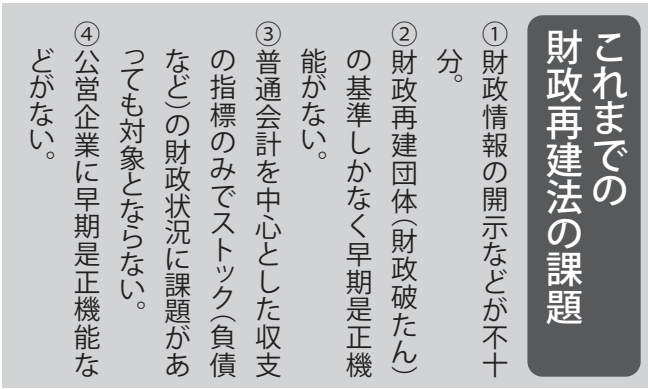 これまでの
財政再建法の課題
①財政情報の開示などが不十
分。
②財政再建団体(財政破たん)
の基準しかなく早期是正機
能がない。
③普通会計を中心とした収支
の指標のみでストック(負債
など)の財政状況に課題があ
っても対象とならない。
④公営企業に早期是正機能な
どがない。